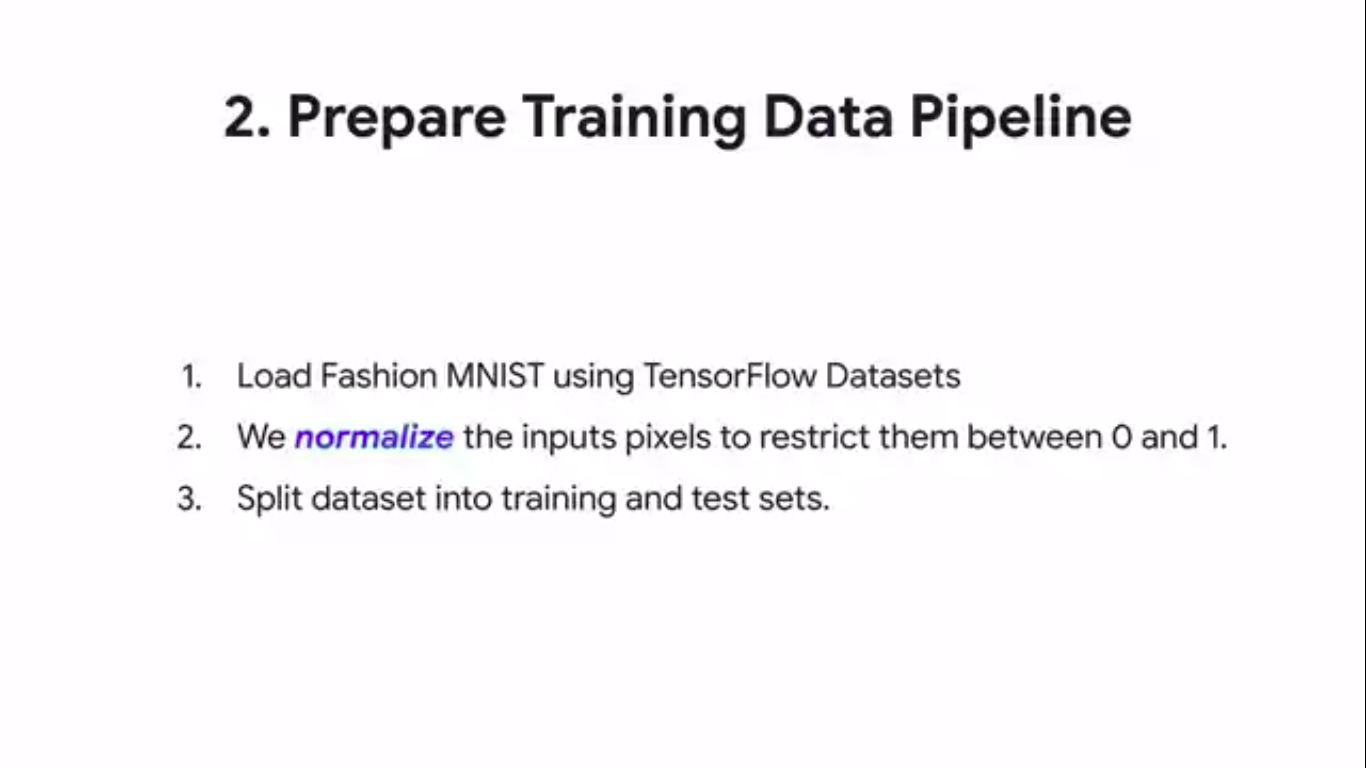 2. Prepare Training Data Pipeline
1. Load Fashion MNIST using TensorFlow Datasets
2. We normalize the inputs pixels to restrict them between 0 and 1.
3. Split dataset into training and test sets.